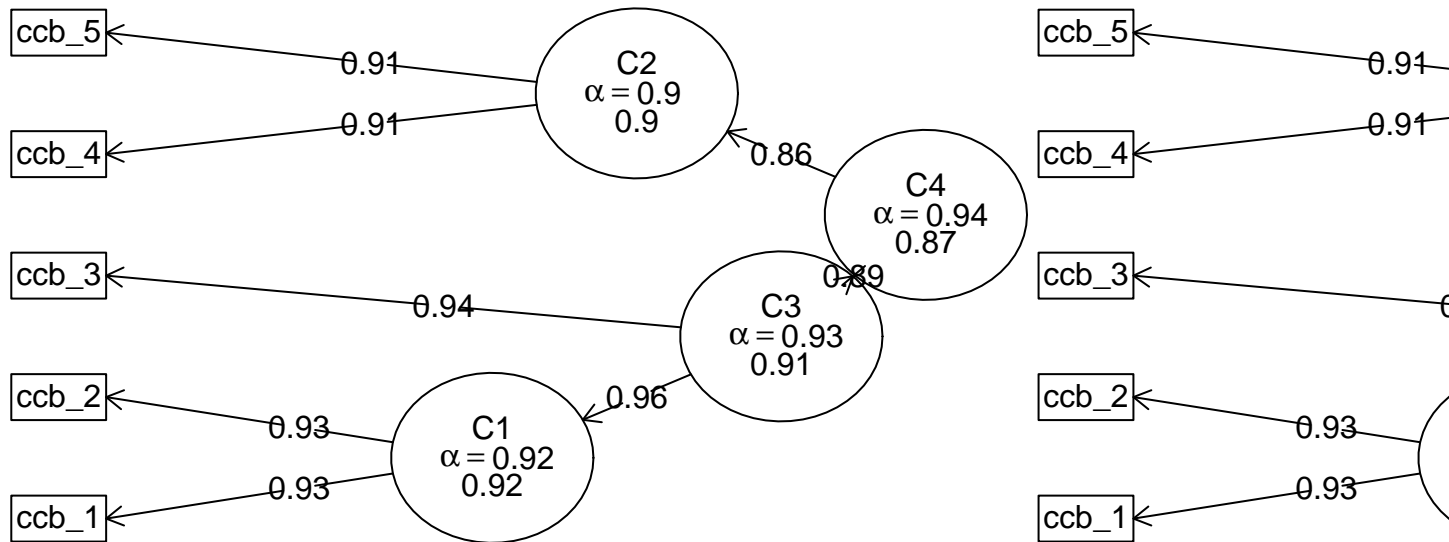 ccb_5
0.91
C2
α = 0.9
0.9
ccb_4
0.91
0.86
C4
α = 0.94
0.87
ccb_3
0.94
0.89
C3
α = 0.93
0.91
ccb_2
0.93
0.96
C1
α = 0.92
0.92
ccb_1
0.93
ccb_5
0.91
ccb_4
0.91
ccb_3
ccb_2
0.93
ccb_1
0.93